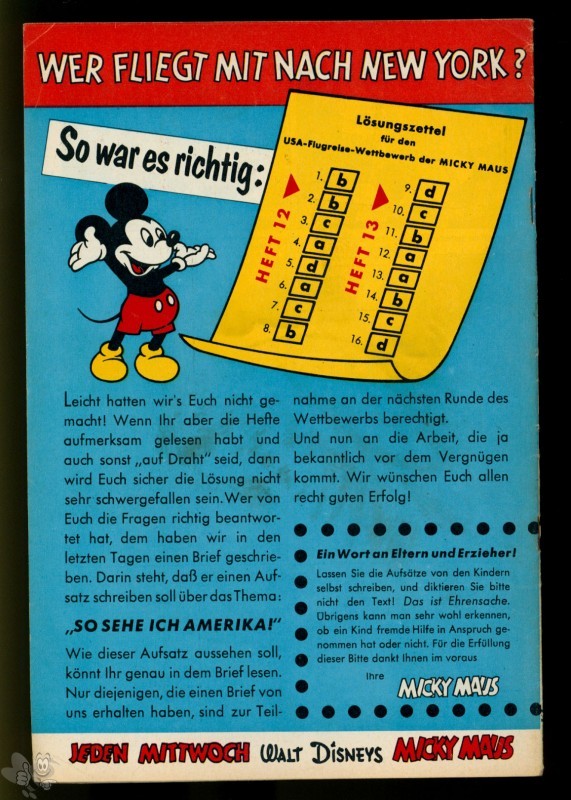 WER FLIEGT MIT NACH NEW YORK?
So war es richtig:
Lösungszettel
für den
USA-Flugreise-Wettbewerb der MICKY MAUS
HEFT 12
1. b
2. b
3. c
4. a
5. d
6. a
7. c
8. b
HEFT 13
9. d
10. c
11. b
12. a
13. a
14. b
15. c
16. d
Leicht hatten wir's Euch nicht ge-
macht! Wenn Ihr aber die Hefte
aufmerksam gelesen habt und
auch sonst „auf Draht" seid, dann
wird Euch sicher die Lösung nicht
sehr schwergefallen sein. Wer von
Euch die Fragen richtig beantwor-
tet hat, dem haben wir in den
letzten Tagen einen Brief geschrie-
ben. Darin steht, daß er einen Auf-
satz schreiben soll über das Thema:
„SO SEHE ICH AMERIKA!"
Wie dieser Aufsatz aussehen soll,
könnt Ihr genau in dem Brief lesen.
Nur diejenigen, die einen Brief von
uns erhalten haben, sind zur Teil-
nahme an der nächsten Runde des
Wettbewerbs berechtigt.
Und nun an die Arbeit, die ja
bekanntlich vor dem Vergnügen
kommt. Wir wünschen Euch allen
recht guten Erfolg!
Ein Wort an Eltern und Erzieher!
Lassen Sie die Aufsätze von den Kindern
selbst schreiben, und diktieren Sie bitte
nicht den Text! Das ist Ehrensache.
Übrigens kann man sehr wohl erkennen,
ob ein Kind fremde Hilfe in Anspruch ge-
nommen hat oder nicht. Für die Erfüllung
dieser Bitte dankt Ihnen im voraus
Ihre
MICKY MAUS
JEDEN MITTWOCH WALT DISNEYS MICKY MAUS